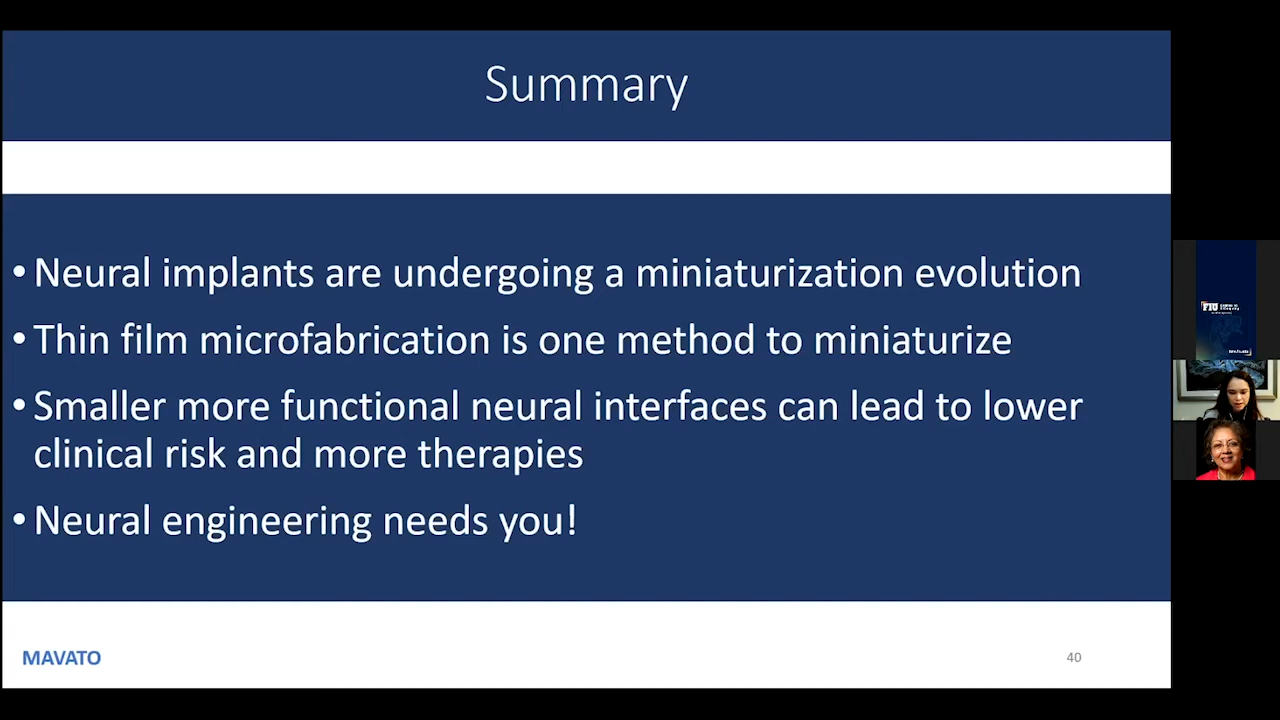 Summary
• Neural implants are undergoing a miniaturization evolution
• Thin film microfabrication is one method to miniaturize
• Smaller more functional neural interfaces can lead to lower
clinical risk and more therapies
• Neural engineering needs you!
MAVATO
40
FIU